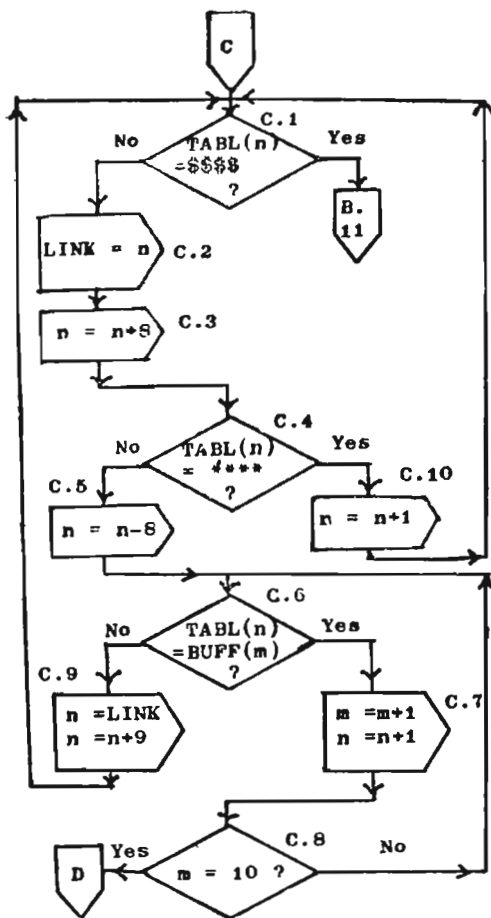 C
C.1
No
TABL(n)
=$$$$
?
Yes
B.
11
LINK = n
C.2
n = n+8
C.3
C.4
No
TABL(n)
= ****
?
Yes
C.5
n = n-8
C.10
n = n+1
C.6
No
TABL(n)
=BUFF(m)
?
Yes
C.9
n =LINK
n =n+9
m =m+1
n =n+1
C.7
C.8
D
Yes
m = 10 ?
No